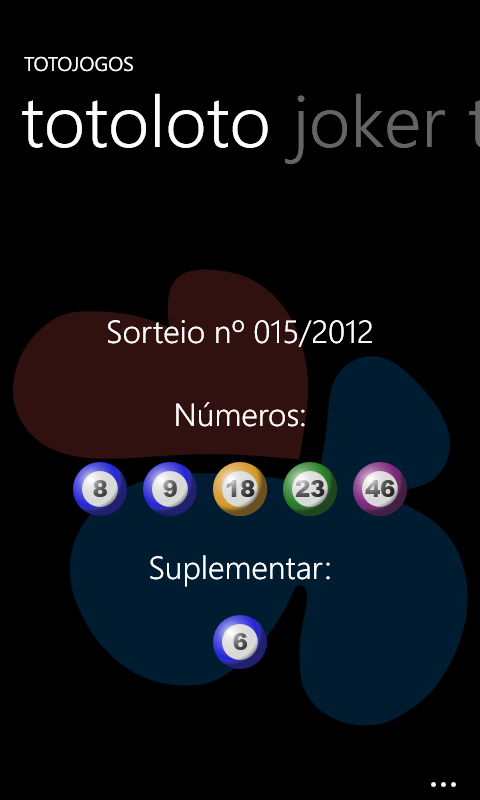 TOTOJOGOS
totoloto joker t
Sorteio nº 015/2012
Números:
8 9 18 23 46
Suplementar:
6